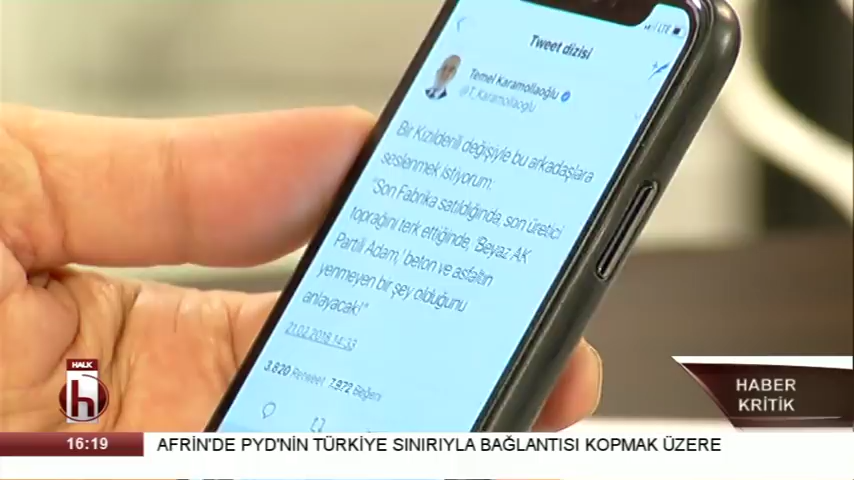 LTE
Tweet dizisi
Temel Karamollaoğlu
@T_Karamollaoglu
Bir Kızılderili değişiyle bu arkadaşlara
seslenmek istiyorum:
"Son Fabrika satıldığında, son üretici
toprağını terk ettiğinde, 'Beyaz AK
Partili Adam,' beton ve asfaltın
yenmeyen bir şey olduğunu
anlayacak!"
21.02.2018 14:33
3.820 Retweet 7.972 Beğeni
HALK
h
HABER
KRİTİK
16:19 AFRİN'DE PYD'NİN TÜRKİYE SINIRIYLA BAĞLANTISI KOPMAK ÜZERE